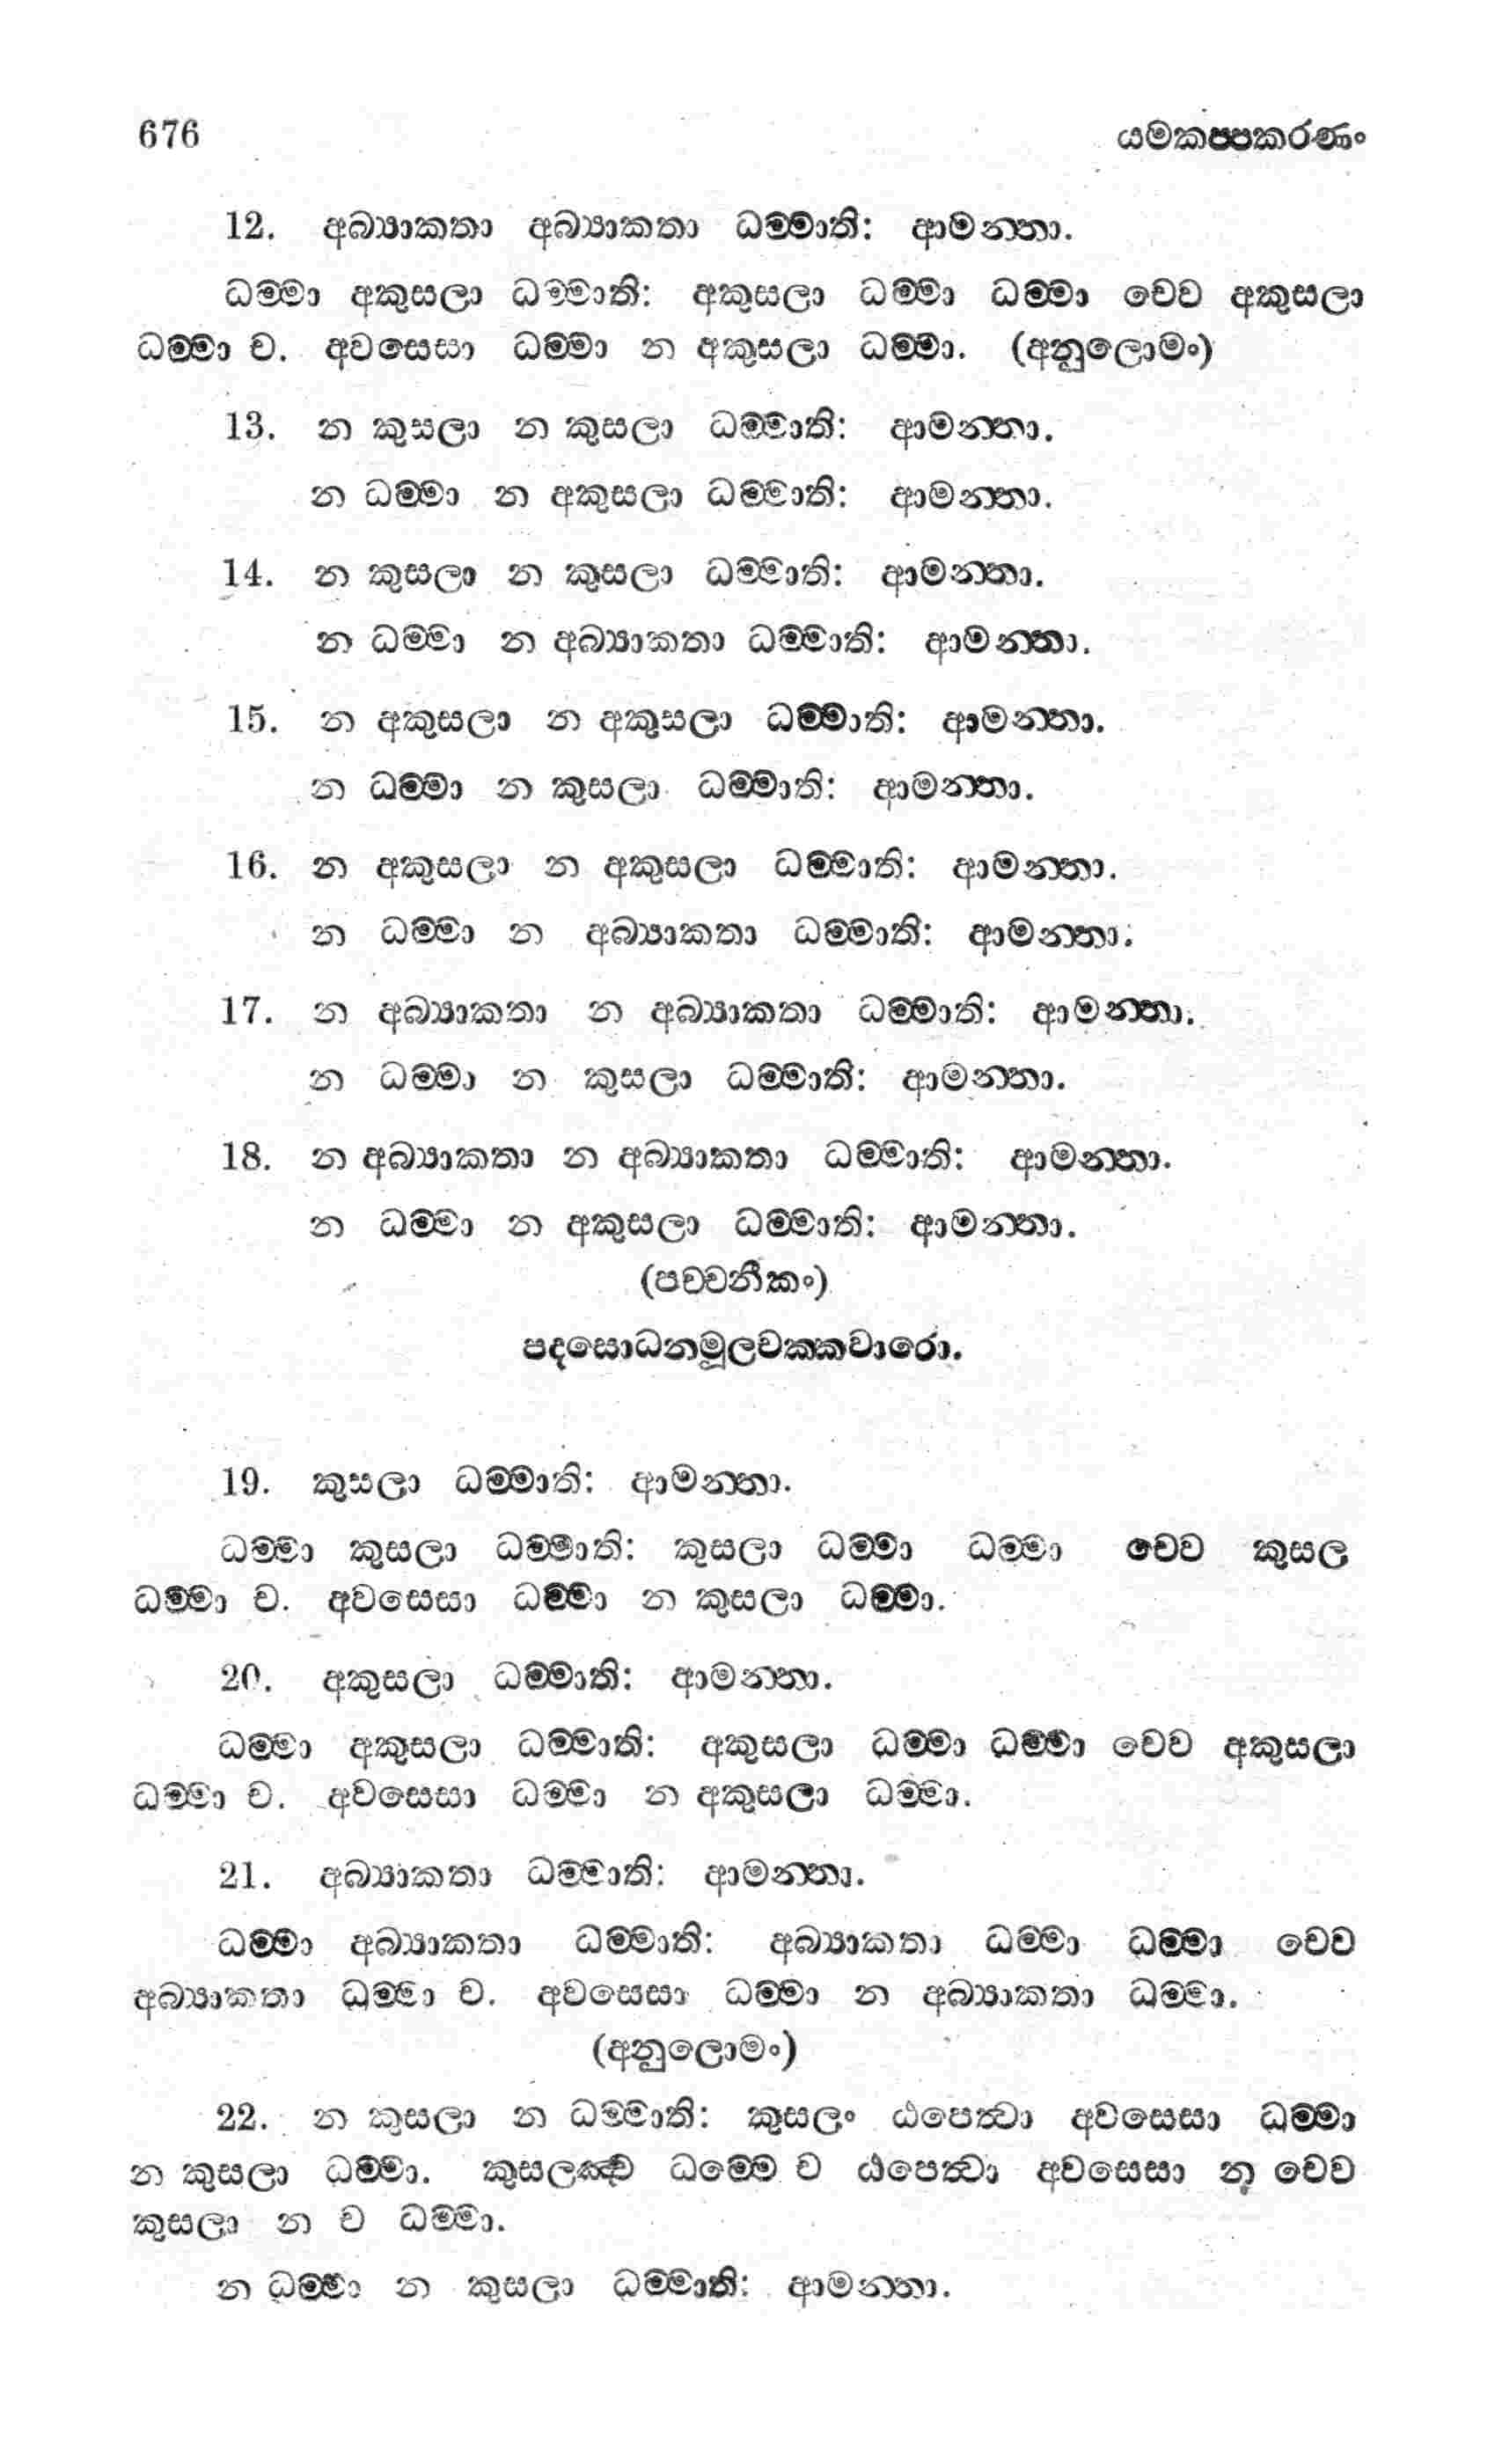 676 යමකප්පකරණං
12. අබ්‍යාකතා අබ්‍යාකතා ධම්මාති: ආමන්තා.
ධම්මා අකුසලා ධම්මාති: අකුසලා ධම්මා ධම්මා චෙව අකුසලා
ධම්මා ච. අවසෙසා ධම්මා න අකුසලා ධම්මා. (අනුලොමං)
13. න කුසලා න කුසලා ධම්මාති: ආමන්තා.
න ධම්මා න අකුසලා ධම්මාති: ආමන්තා.
14. න කුසලා න කුසලා ධම්මාති: ආමන්තා.
න ධම්මා න අබ්‍යාකතා ධම්මාති: ආමන්තා.
15. න අකුසලා න අකුසලා ධම්මාති: ආමන්තා.
න ධම්මා න කුසලා ධම්මාති: ආමන්තා.
16. න අකුසලා න අකුසලා ධම්මාති: ආමන්තා.
න ධම්මා න අබ්‍යාකතා ධම්මාති: ආමන්තා.
17. න අබ්‍යාකතා න අබ්‍යාකතා ධම්මාති: ආමන්තා.
න ධම්මා න කුසලා ධම්මාති: ආමන්තා.
18. න අබ්‍යාකතා න අබ්‍යාකතා ධම්මාති: ආමන්තා.
න ධම්මා න අකුසලා ධම්මාති: ආමන්තා.
(පච්චනීකං)
පදසොධනමූලචක්කවාරො.
19. කුසලා ධම්මාති: ආමන්තා.
ධම්මා කුසලා ධම්මාති: කුසලා ධම්මා ධම්මා චෙව කුසල
ධම්මා ච. අවසෙසා ධම්මා න කුසලා ධම්මා.
20. අකුසලා ධම්මාති: ආමන්තා.
ධම්මා අකුසලා ධම්මාති: අකුසලා ධම්මා ධම්මා චෙව අකුසලා
ධම්මා ච. අවසෙසා ධම්මා න අකුසලා ධම්මා.
21. අබ්‍යාකතා ධම්මාති: ආමන්තා.
ධම්මා අබ්‍යාකතා ධම්මාති: අබ්‍යාකතා ධම්මා ධම්මා චෙව
අබ්‍යාකතා ධම්මා ච. අවසෙසා ධම්මා න අබ්‍යාකතා ධම්මා.
(අනුලොමං)
22. න කුසලා න ධම්මාති: කුසලං ඨපෙත්‍වා අවසෙසා ධම්මා
න කුසලා ධම්මා. කුසලඤ්ච ධම්මෙ ච ඨපෙත්‍වා අවසෙසා න චෙව
කුසලා න ච ධම්මා.
න ධම්මා න කුසලා ධම්මාති: ආමන්තා.